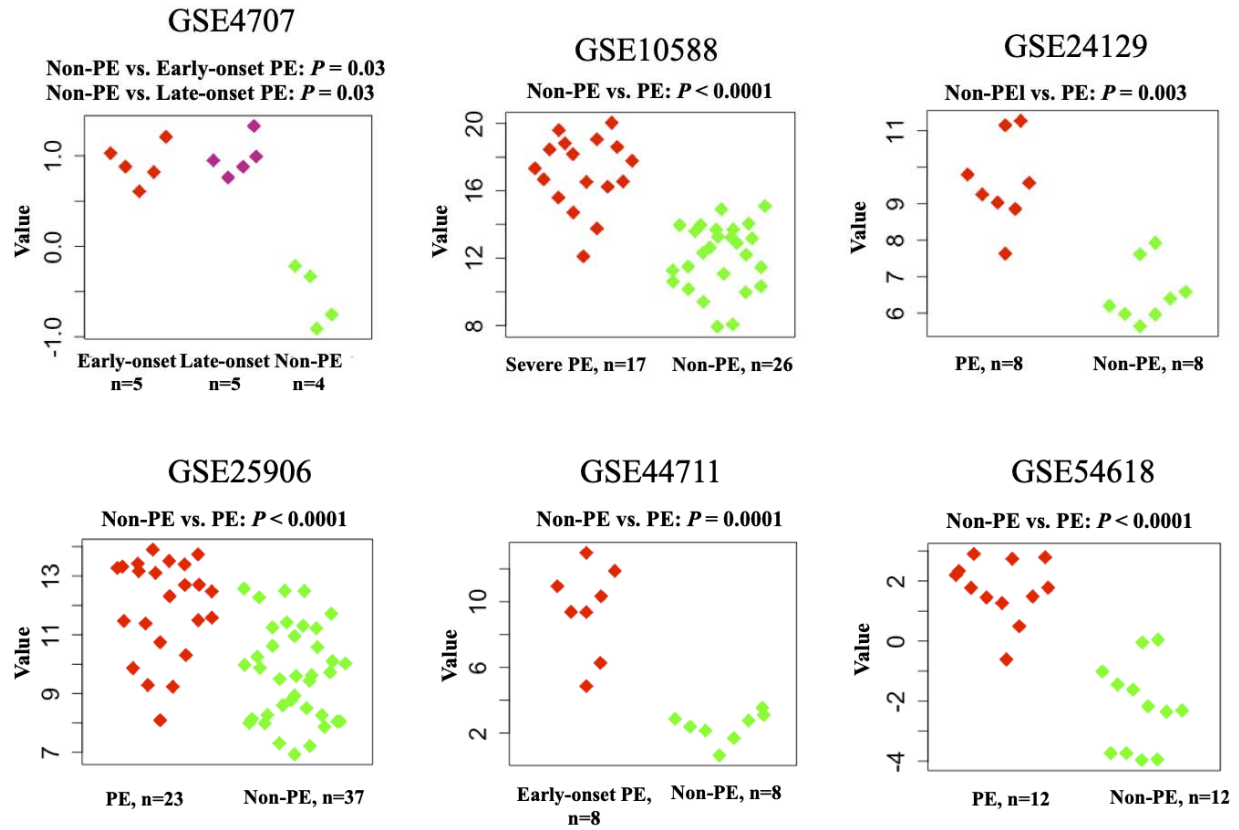 GSE4707
Non-PE vs. Early-onset PE: P = 0.03
Non-PE vs. Late-onset PE: P = 0.03
Value
1.0
0.0
-1.0
Early-onset Late-onset Non-PE
n=5 n=5 n=4
GSE10588
Non-PE vs. PE: P < 0.0001
20
16
12
8
Severe PE, n=17 Non-PE, n=26
GSE24129
Non-PEl vs. PE: P = 0.003
Value
11
9
8
7
6
PE, n=8 Non-PE, n=8
GSE25906
Non-PE vs. PE: P < 0.0001
Value
13
11
9
7
PE, n=23 Non-PE, n=37
GSE44711
Non-PE vs. PE: P = 0.0001
Value
10
6
2
Early-onset PE, Non-PE, n=8
n=8
GSE54618
Non-PE vs. PE: P < 0.0001
Value
2
0
-2
-4
PE, n=12 Non-PE, n=12